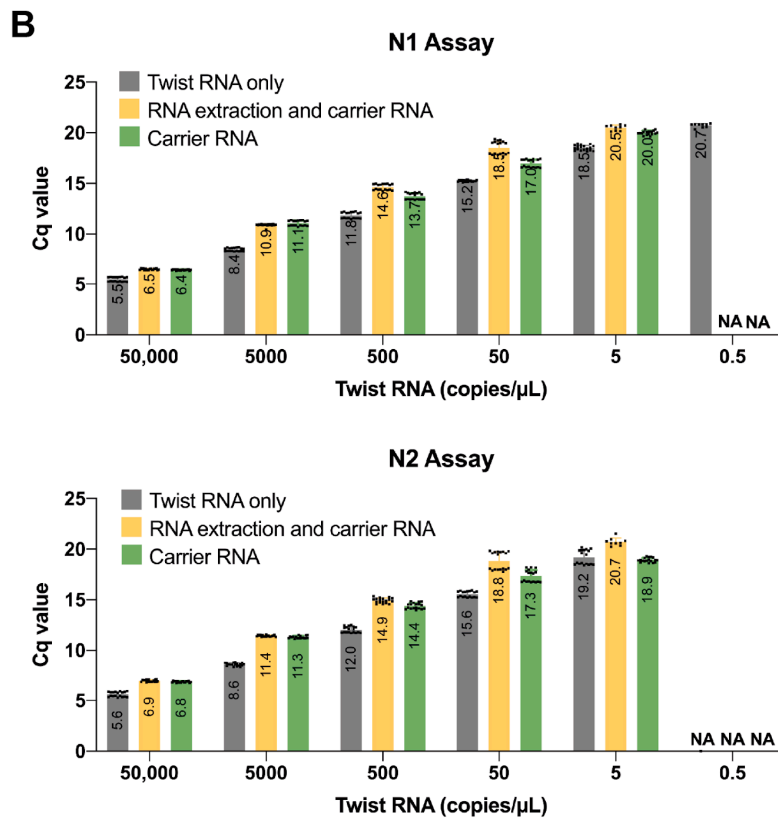 B
N1 Assay
Twist RNA only
RNA extraction and carrier RNA
Carrier RNA
Cq value
25
20
15
10
5
0
5.5
6.5
6.4
8.4
10.9
11.1
11.8
14.6
13.7
15.2
18.5
17.0
18.5
20.5
20.0
20.7
NA NA
50,000 5000 500 50 5 0.5
Twist RNA (copies/µL)
N2 Assay
Twist RNA only
RNA extraction and carrier RNA
Carrier RNA
Cq value
25
20
15
10
5
0
5.6
6.9
6.8
8.6
11.4
11.3
12.0
14.9
14.4
15.6
18.8
17.3
19.2
20.7
18.9
NA NA NA
50,000 5000 500 50 5 0.5
Twist RNA (copies/µL)